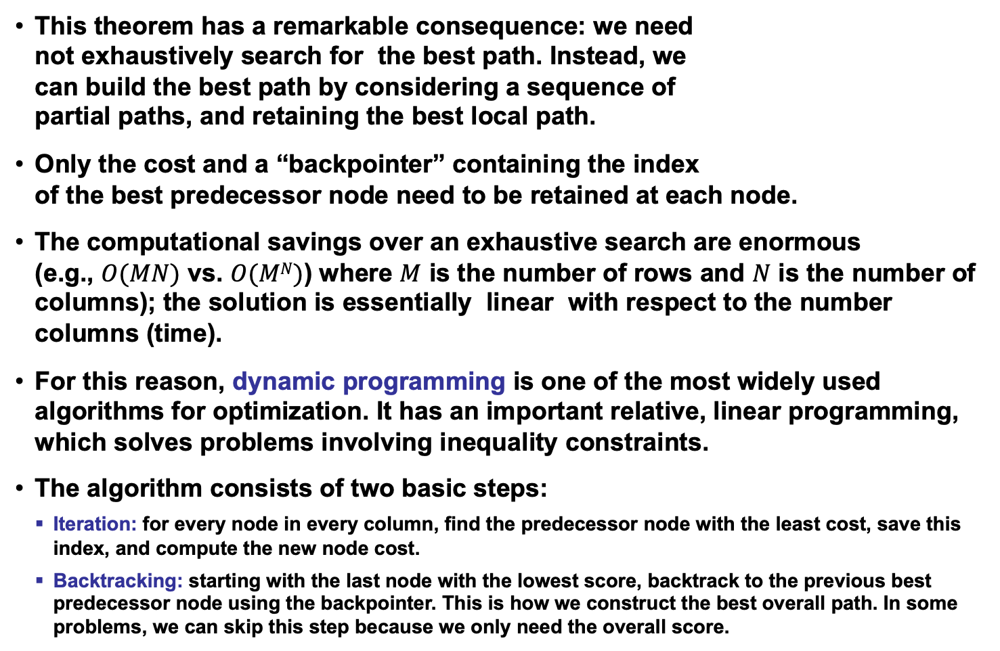 • This theorem has a remarkable consequence: we need
not exhaustively search for  the best path. Instead, we
can build the best path by considering a sequence of
partial paths, and retaining the best local path.
• Only the cost and a “backpointer” containing the index
of the best predecessor node need to be retained at each node.
• The computational savings over an exhaustive search are enormous
(e.g., O(MN) vs. O(Mᴺ)) where M is the number of rows and N is the number of
columns); the solution is essentially  linear  with respect to the number
columns (time).
• For this reason, dynamic programming is one of the most widely used
algorithms for optimization. It has an important relative, linear programming,
which solves problems involving inequality constraints.
• The algorithm consists of two basic steps:
▪ Iteration: for every node in every column, find the predecessor node with the least cost, save this
index, and compute the new node cost.
▪ Backtracking: starting with the last node with the lowest score, backtrack to the previous best
predecessor node using the backpointer. This is how we construct the best overall path. In some
problems, we can skip this step because we only need the overall score.